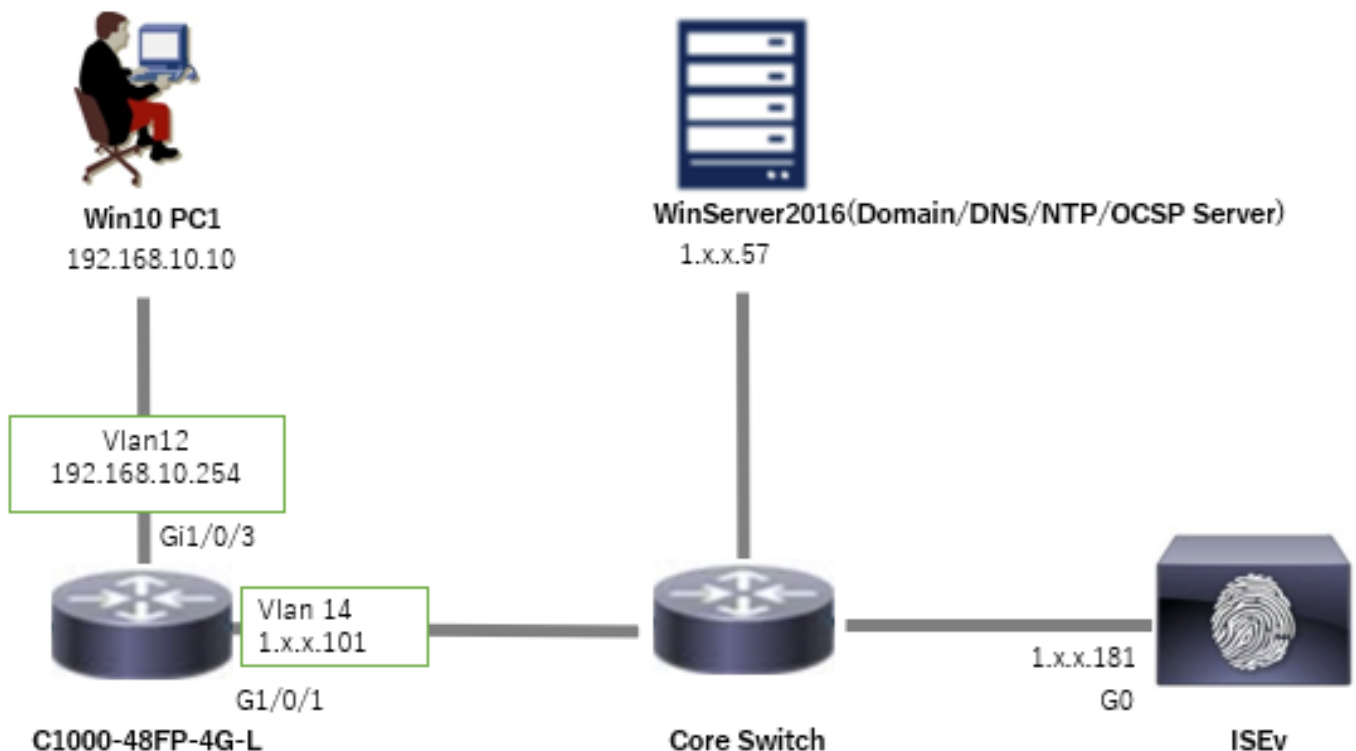 Win10 PC1
192.168.10.10
WinServer2016(Domain/DNS/NTP/OCSP Server)
1.x.x.57
Vlan12
192.168.10.254
Gi1/0/3
Vlan 14
1.x.x.101
G1/0/1
C1000-48FP-4G-L
Core Switch
1.x.x.181
G0
ISEv